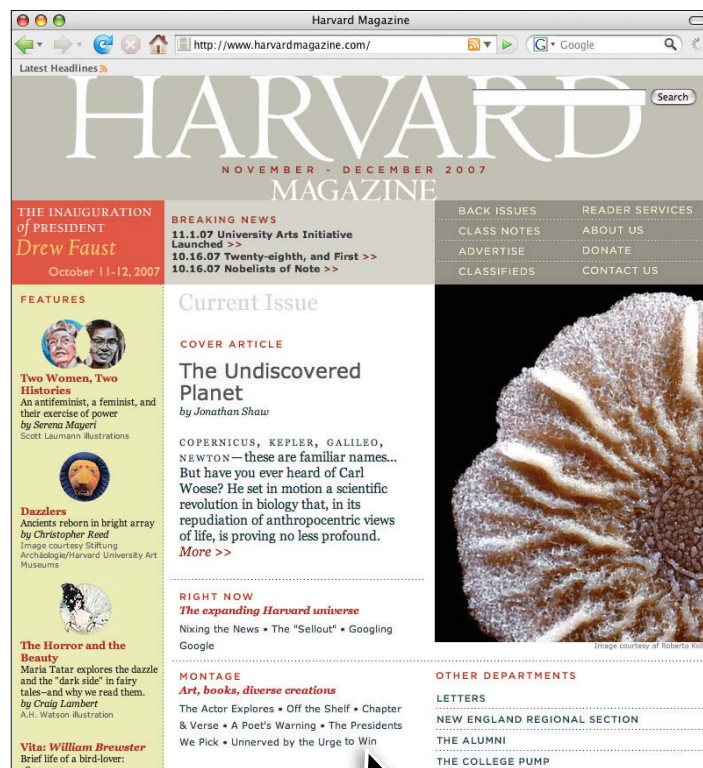 Harvard Magazine
http://www.harvardmagazine.com/
G
Google
Latest Headlines
HARVARD
Search
NOVEMBER - DECEMBER 2007
MAGAZINE
THE INAUGURATION
of PRESIDENT
Drew Faust
October 11-12, 2007
BREAKING NEWS
11.1.07 University Arts Initiative
Launched >>
10.16.07 Twenty-eighth, and First >>
10.16.07 Nobelists of Note >>
BACK ISSUES
CLASS NOTES
ADVERTISE
CLASSIFIEDS
READER SERVICES
ABOUT US
DONATE
CONTACT US
FEATURES
Two Women, Two
Histories
An antifeminist, a feminist, and
their exercise of power
by Serena Mayeri
Scott Laumann illustrations
Dazzlers
Ancients reborn in bright array
by Christopher Reed
Image courtesy Stiftung
Archäologie/Harvard University Art
Museums
The Horror and the
Beauty
Maria Tatar explores the dazzle
and the "dark side" in fairy
tales–and why we read them.
by Craig Lambert
A.H. Watson illustration
Vita: William Brewster
Brief life of a bird-lover:
Current Issue
COVER ARTICLE
The Undiscovered
Planet
by Jonathan Shaw
COPERNICUS, KEPLER, GALILEO,
NEWTON—these are familiar names...
But have you ever heard of Carl
Woese? He set in motion a scientific
revolution in biology that, in its
repudiation of anthropocentric views
of life, is proving no less profound.
More >>
RIGHT NOW
The expanding Harvard universe
Nixing the News • The "Sellout" • Googling
Google
MONTAGE
Art, books, diverse creations
The Actor Explores • Off the Shelf • Chapter
& Verse • A Poet's Warning • The Presidents
We Pick • Unnerved by the Urge to Win
Image courtesy of Roberto
OTHER DEPARTMENTS
LETTERS
NEW ENGLAND REGIONAL SECTION
THE ALUMNI
THE COLLEGE PUMP